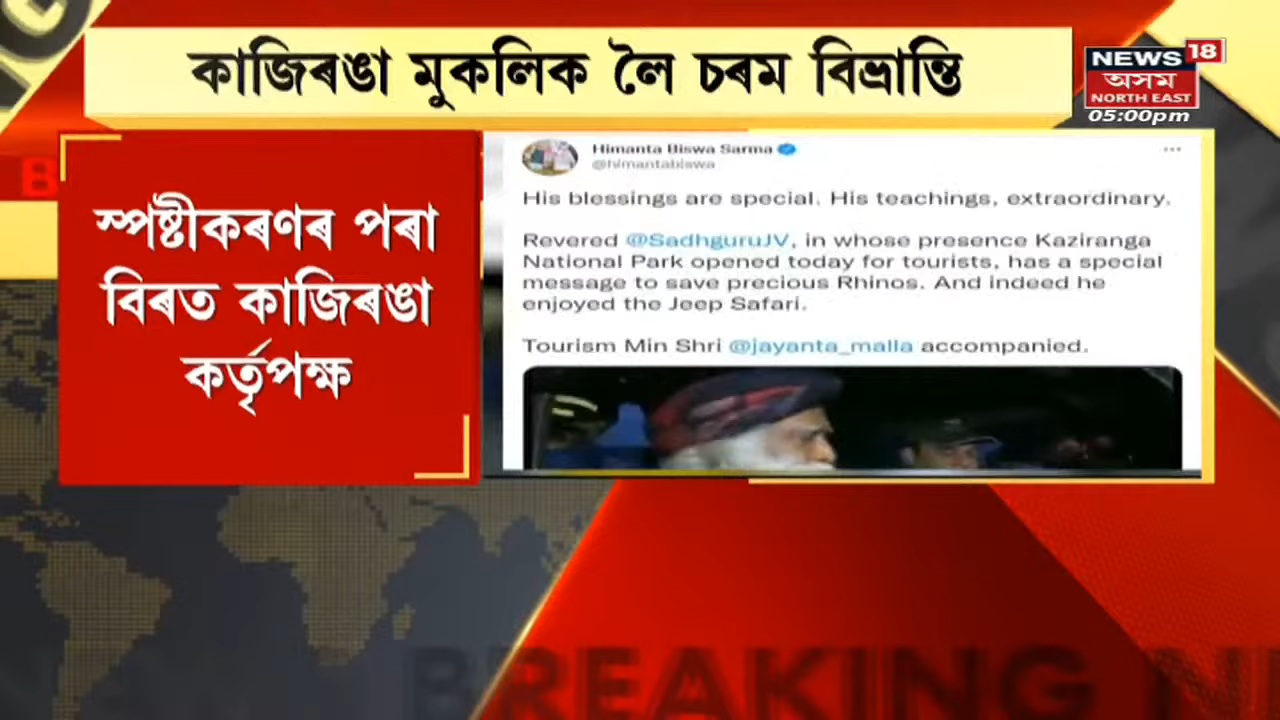 কাজিৰঙা মুকলিক লৈ চৰম বিভ্ৰান্তি
NEWS 18
অসম
NORTH EAST
05:00pm
স্পষ্টীকৰণৰ পৰা
বিৰত কাজিৰঙা
কৰ্তৃপক্ষ
Himanta Biswa Sarma
@himantabiswa
His blessings are special. His teachings, extraordinary.
Revered @SadhguruJV, in whose presence Kaziranga
National Park opened today for tourists, has a special
message to save precious Rhinos. And indeed he
enjoyed the Jeep Safari.
Tourism Min Shri @jayanta_malla accompanied.
BREAKING